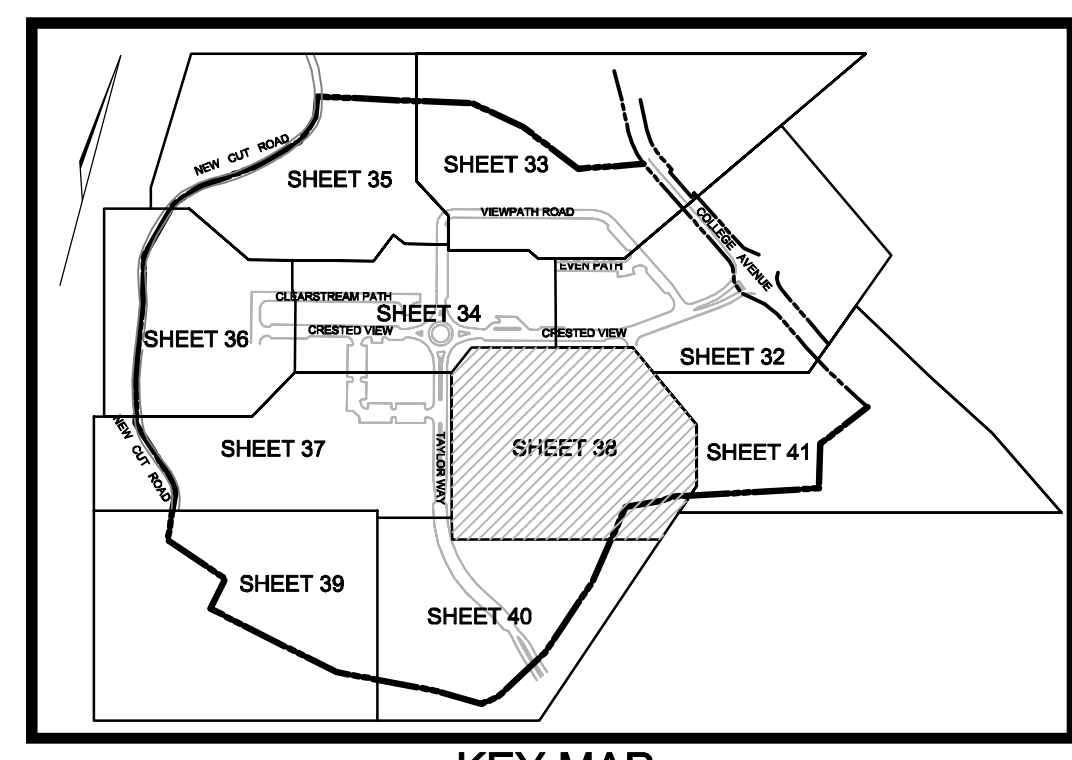 NEW CUT ROAD
SHEET 35
SHEET 33
VIEWPATH ROAD
COLLEGE AVENUE
EVEN PATH
CLEARSTREAM PATH
SHEET 34
CRESTED VIEW
CRESTED VIEW
SHEET 36
SHEET 32
NEW CUT ROAD
SHEET 37
TAYLOR WAY
SHEET 38
SHEET 41
SHEET 39
SHEET 40
KEY MAP